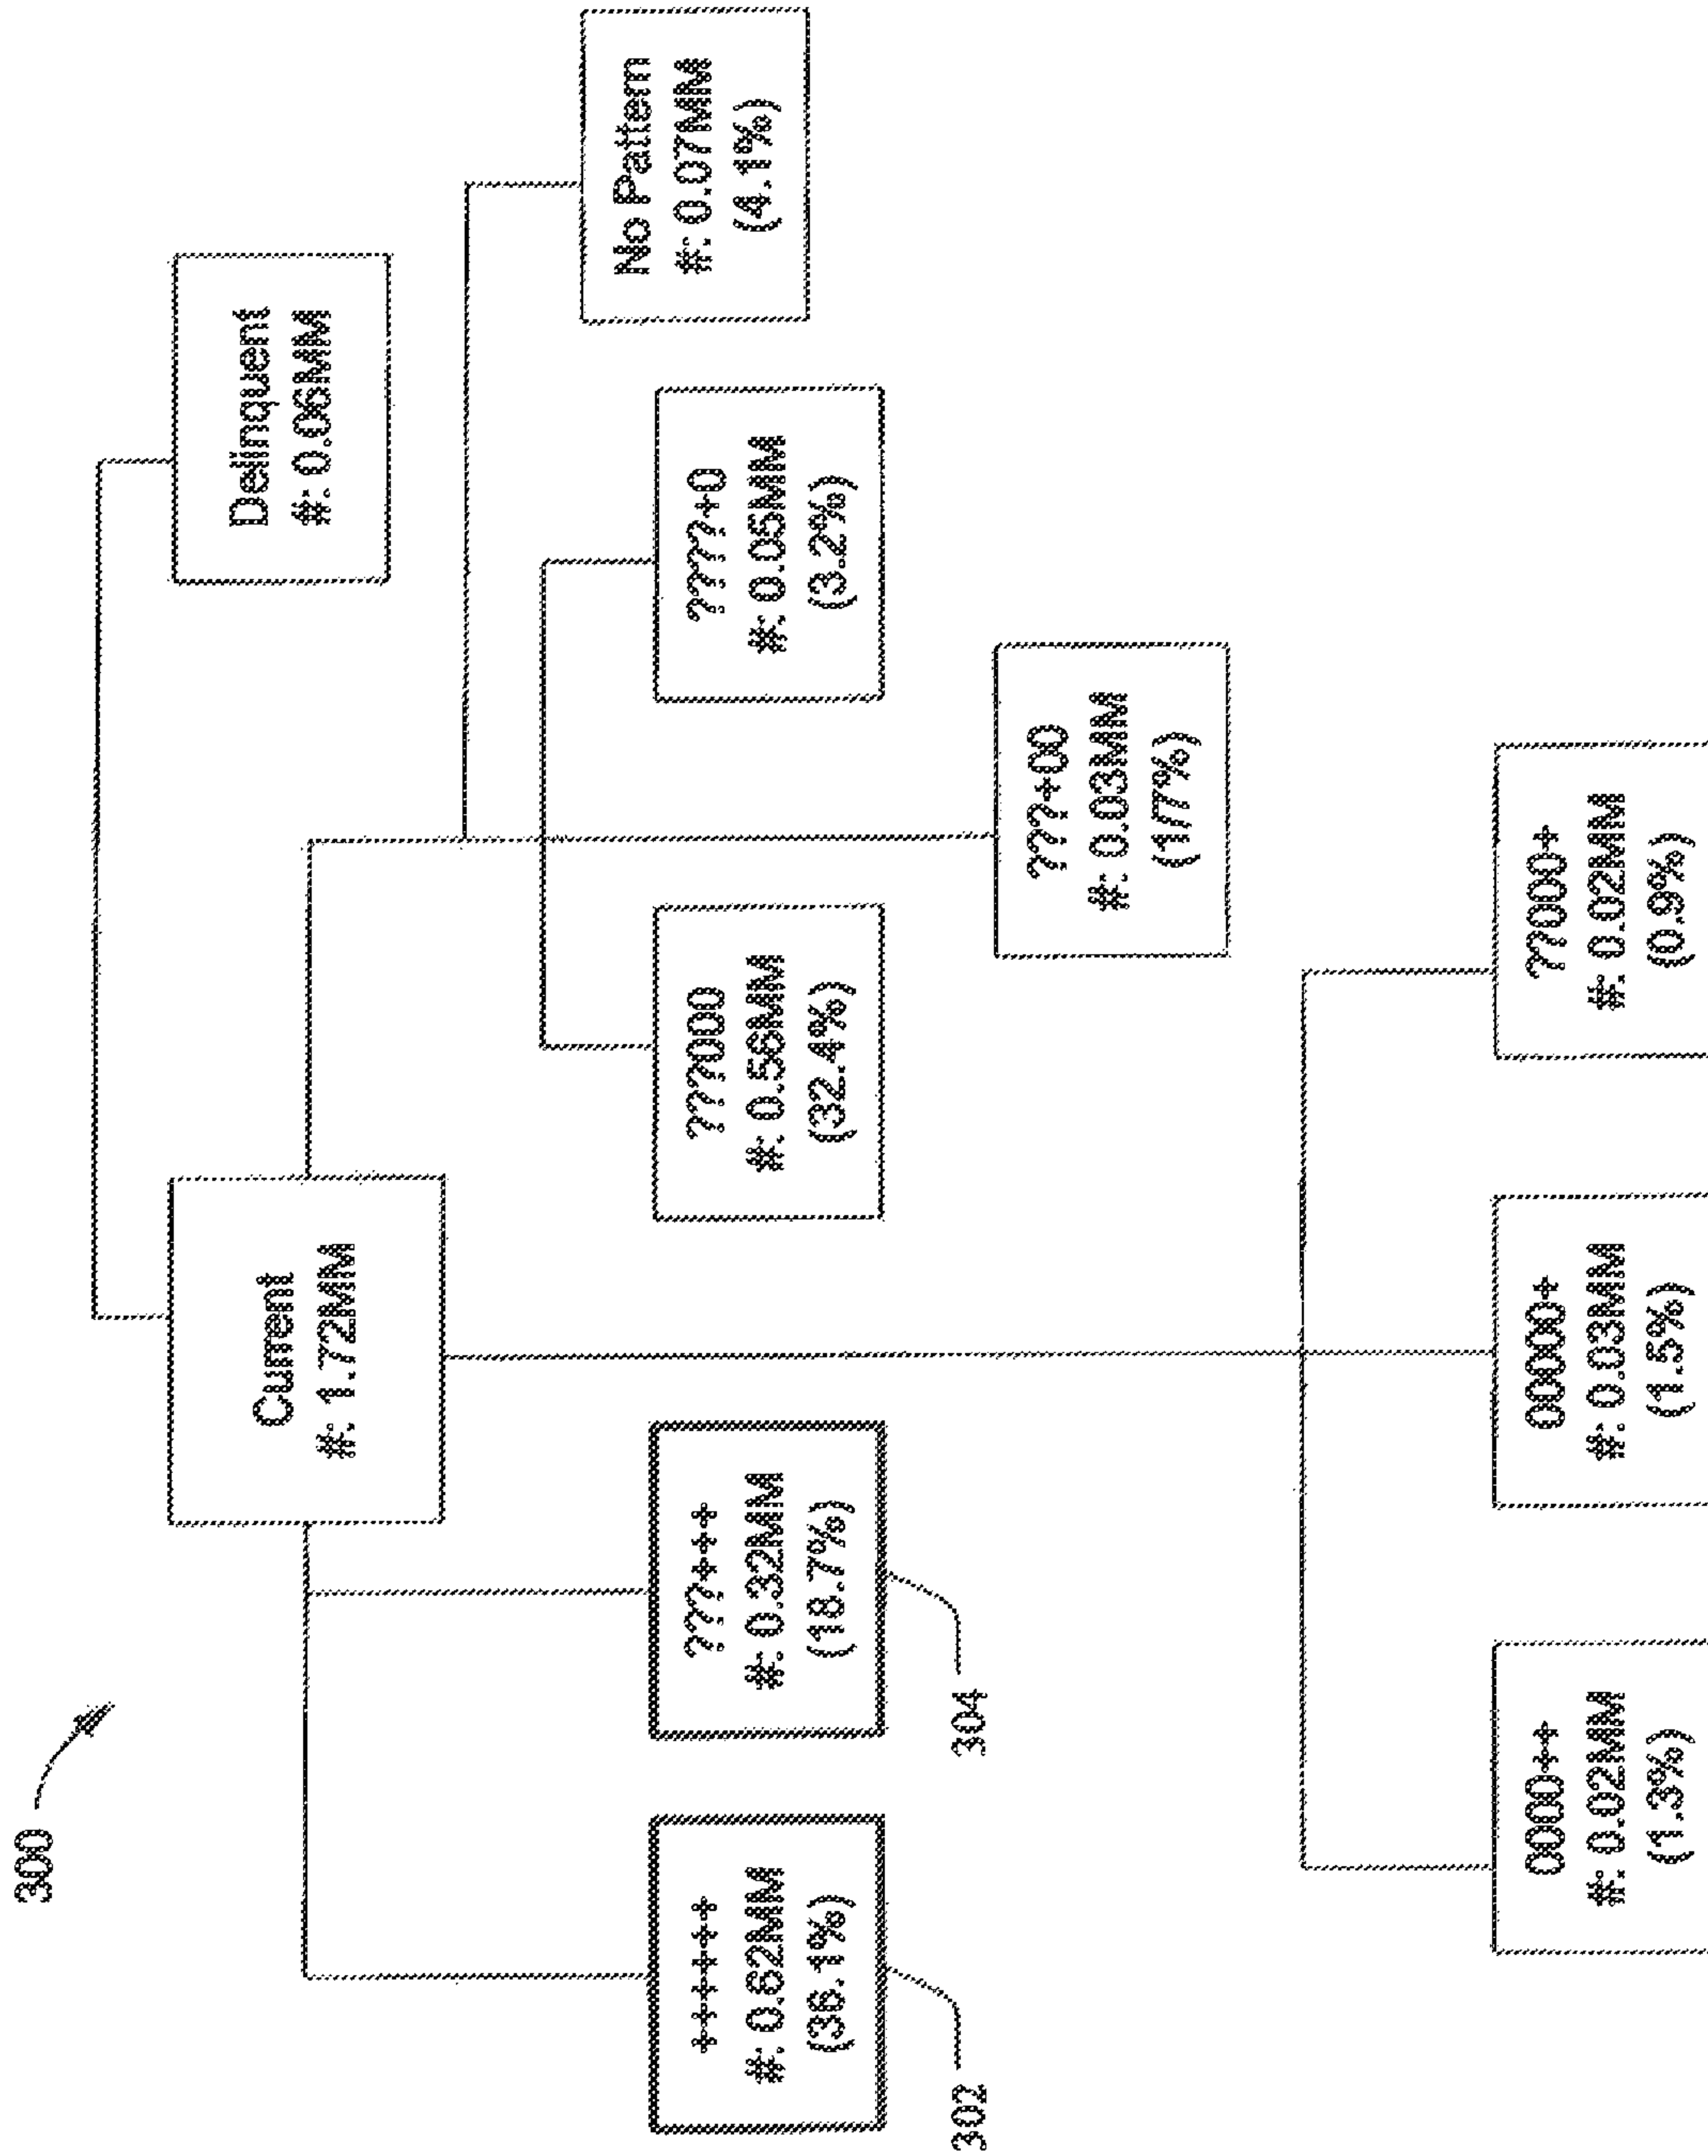 300
Current
#: 1.72MM
Delinquent
#: 0.06MM
No Pattern
#: 0.07MM
(4.1%)
++++++
#: 0.62MM
(36.1%)
???+++
#: 0.32MM
(18.7%)
???000
#: 0.56MM
(32.4%)
????+0
#: 0.05MM
(3.2%)
302
304
???+00
#: 0.03MM
(1.7%)
0000++
#: 0.02MM
(1.3%)
00000+
#: 0.03MM
(1.5%)
??000+
#: 0.02MM
(0.9%)